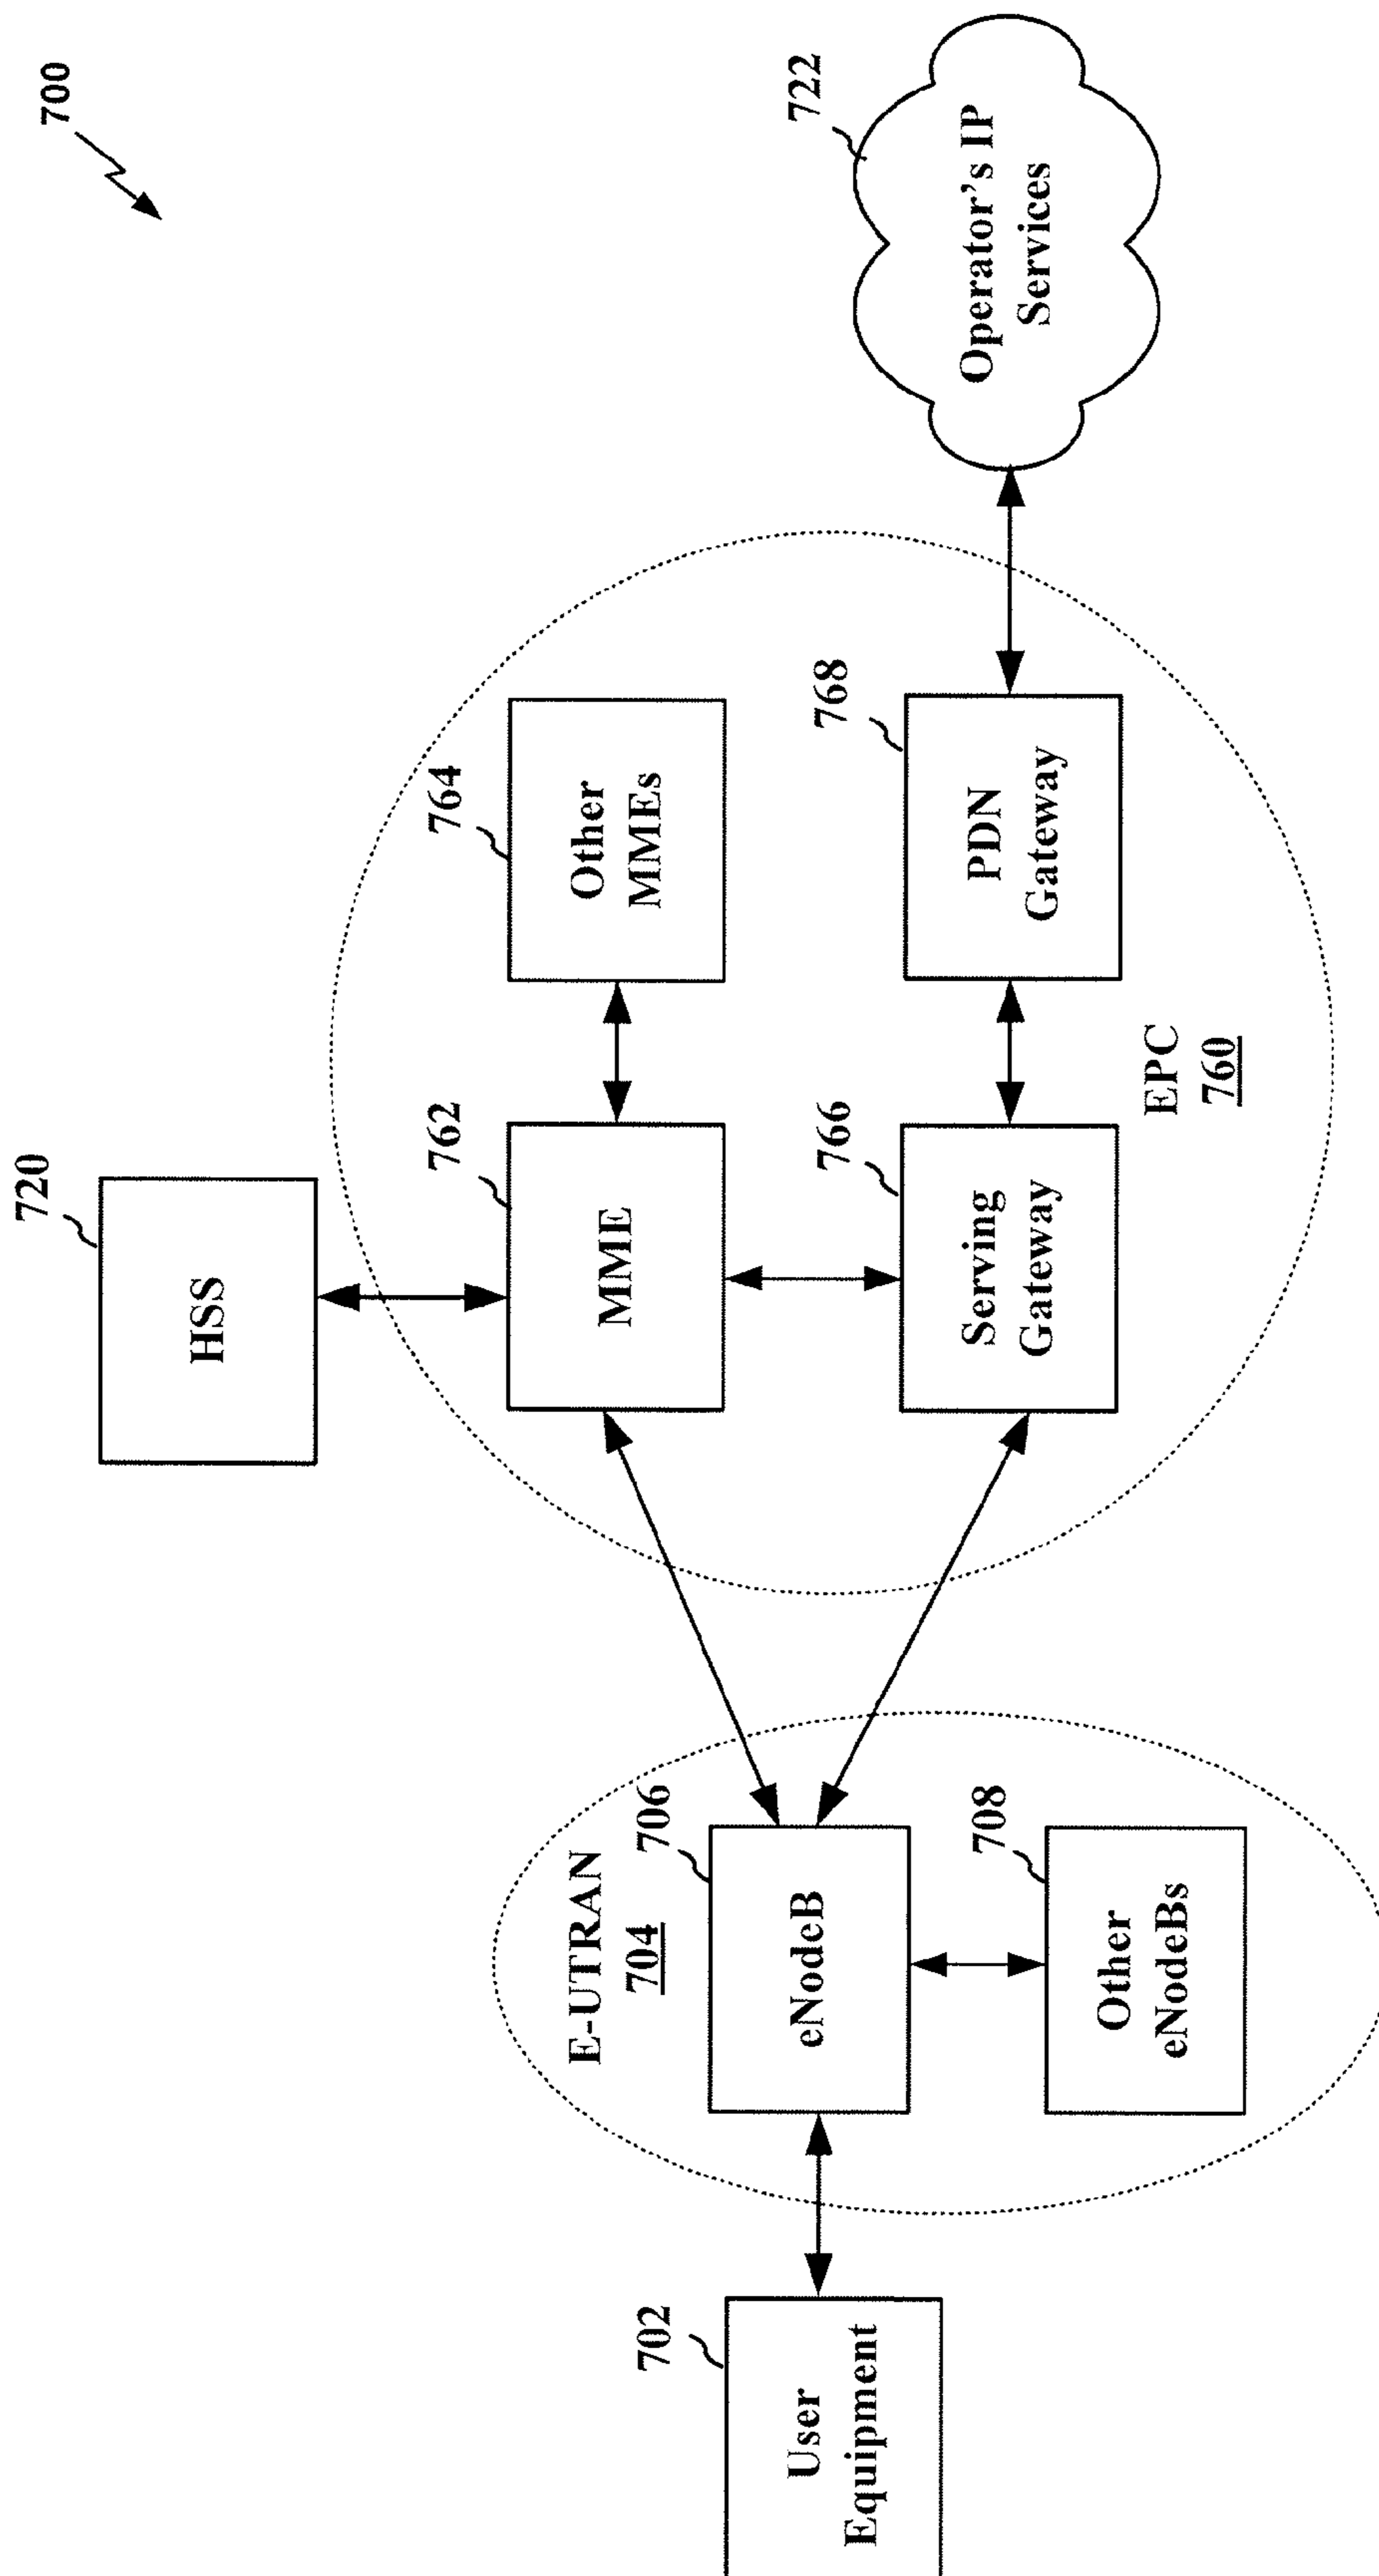 700
720
HSS
762
MME
764
Other
MMEs
E-UTRAN
704
706
eNodeB
702
User
Equipment
708
Other
eNodeBs
766
Serving
Gateway
768
PDN
Gateway
EPC
760
722
Operator's IP
Services